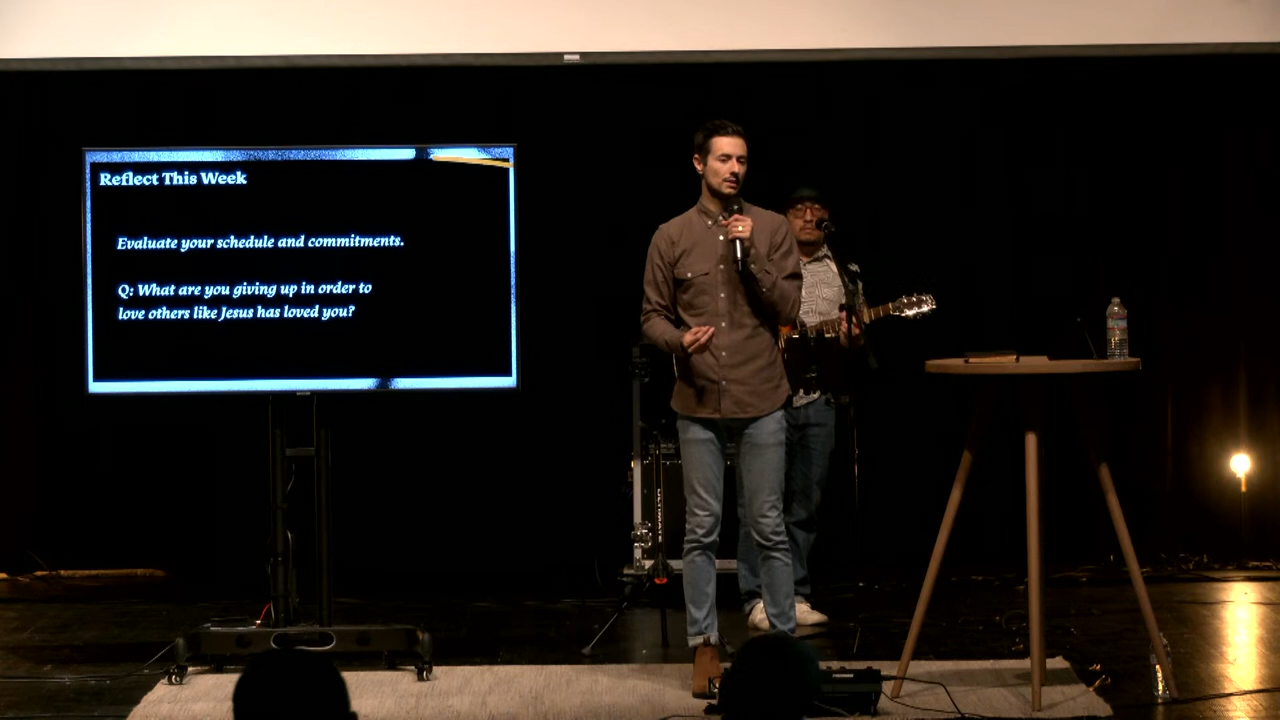 Reflect This Week
Evaluate your schedule and commitments.
Q: What are you giving up in order to
love others like Jesus has loved you?